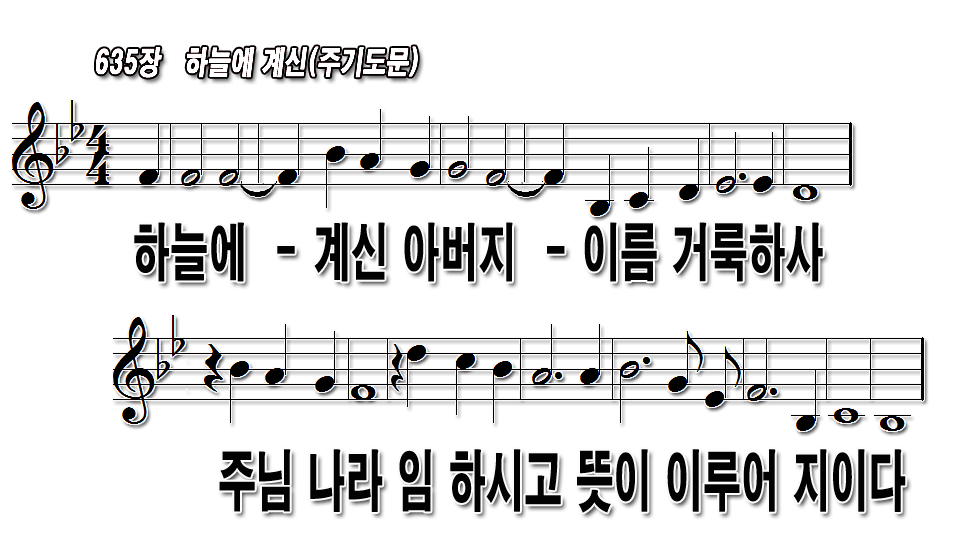 635장 하늘에 계신(주기도문)
하늘에 - 계신 아버지 - 이름 거룩하사
주님 나라 임 하시고 뜻이 이루어 지이다